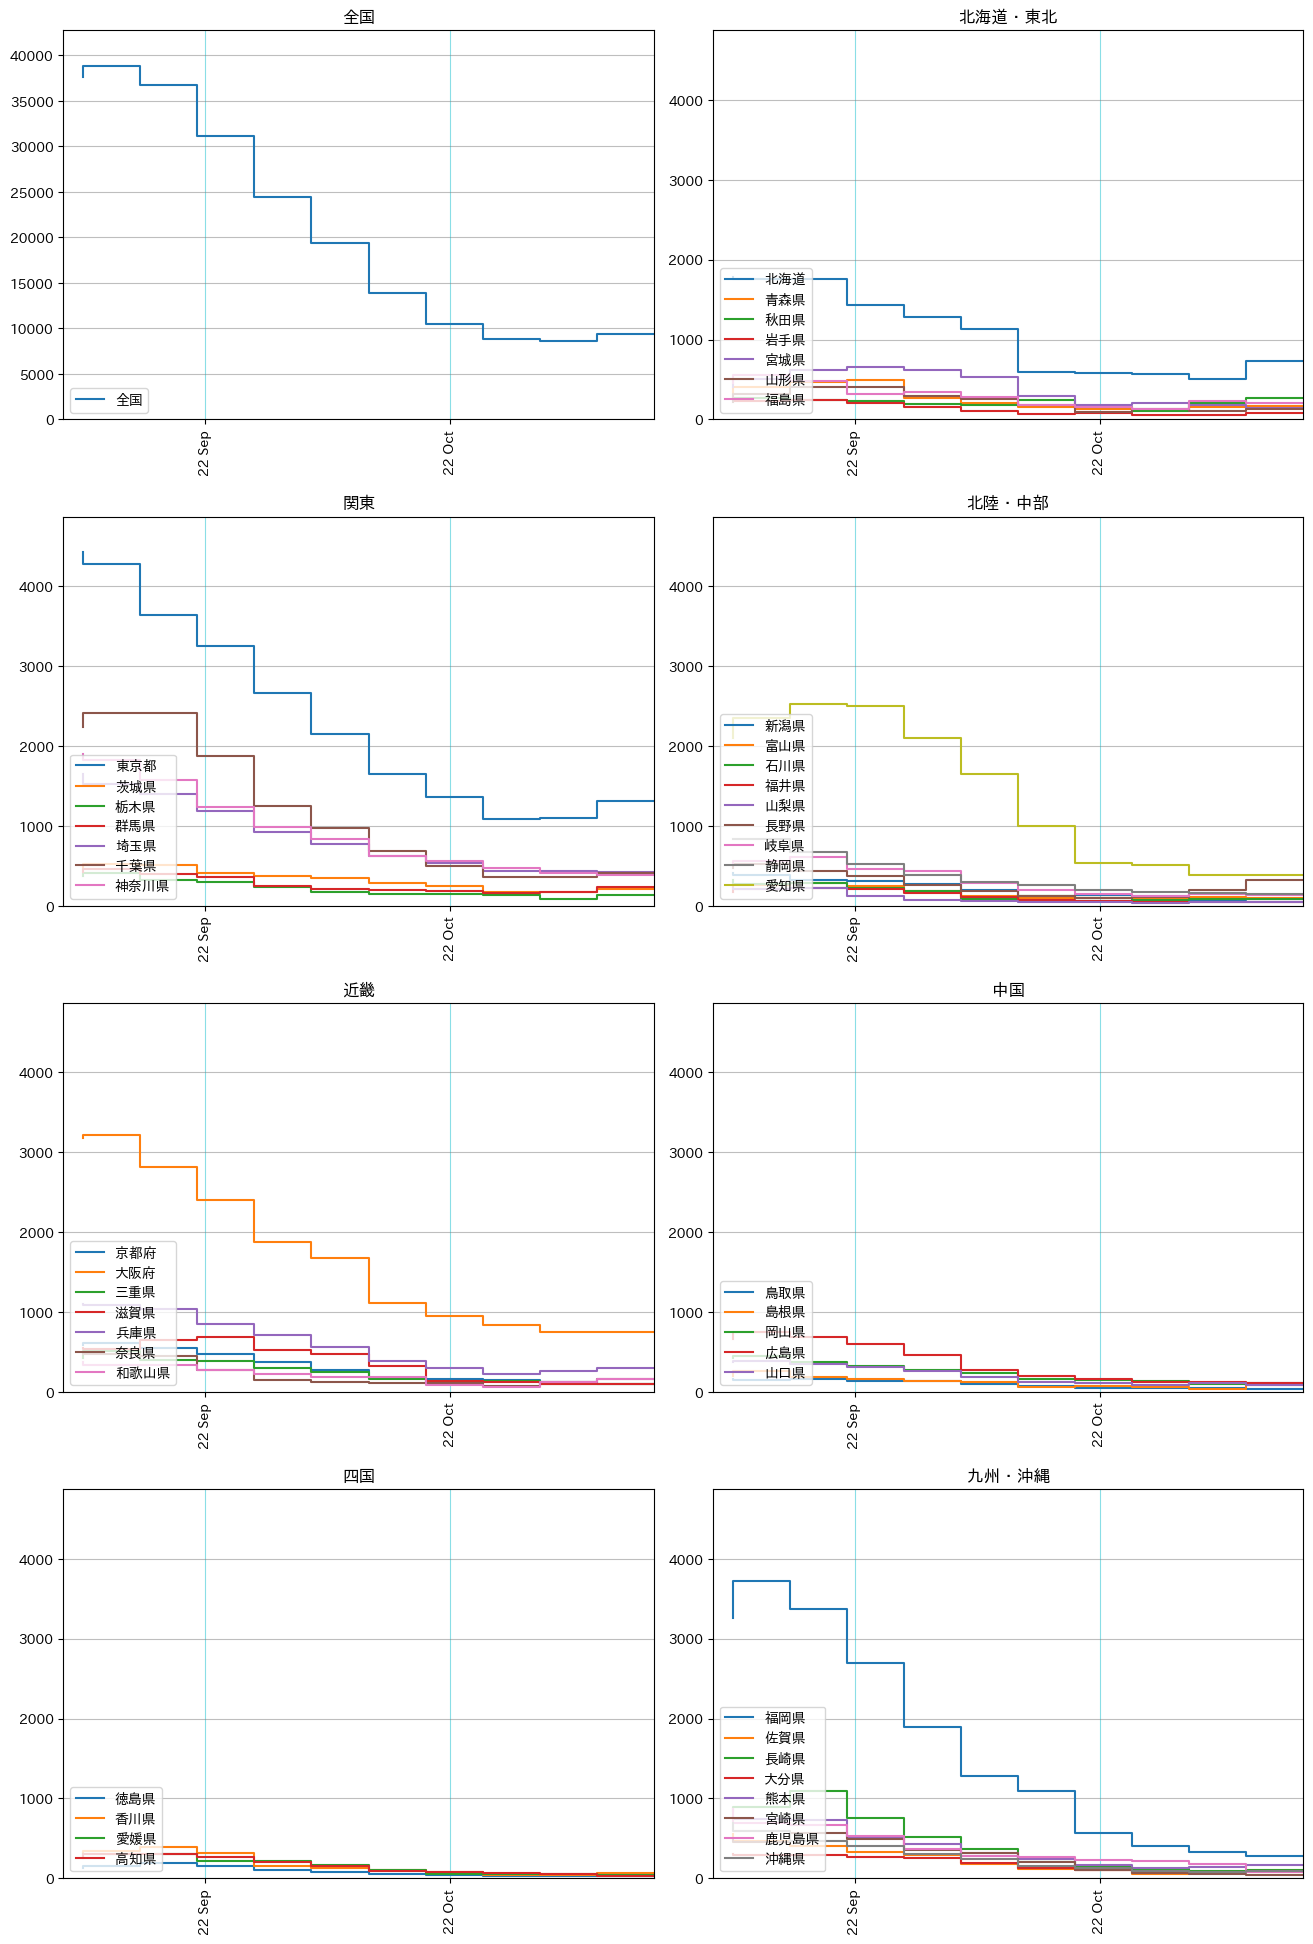 全国
40000
35000
30000
25000
20000
15000
10000
5000
0
全国
22 Sep
22 Oct
北海道・東北
4000
3000
2000
1000
0
北海道
青森県
秋田県
岩手県
宮城県
山形県
福島県
22 Sep
22 Oct
関東
4000
3000
2000
1000
0
東京都
茨城県
栃木県
群馬県
埼玉県
千葉県
神奈川県
22 Sep
22 Oct
北陸・中部
4000
3000
2000
1000
0
新潟県
富山県
石川県
福井県
山梨県
長野県
岐阜県
静岡県
愛知県
22 Sep
22 Oct
近畿
4000
3000
2000
1000
0
京都府
大阪府
三重県
滋賀県
兵庫県
奈良県
和歌山県
22 Sep
22 Oct
中国
4000
3000
2000
1000
0
鳥取県
島根県
岡山県
広島県
山口県
22 Sep
22 Oct
四国
4000
3000
2000
1000
0
徳島県
香川県
愛媛県
高知県
22 Sep
22 Oct
九州・沖縄
4000
3000
2000
1000
0
福岡県
佐賀県
長崎県
大分県
熊本県
宮崎県
鹿児島県
沖縄県
22 Sep
22 Oct